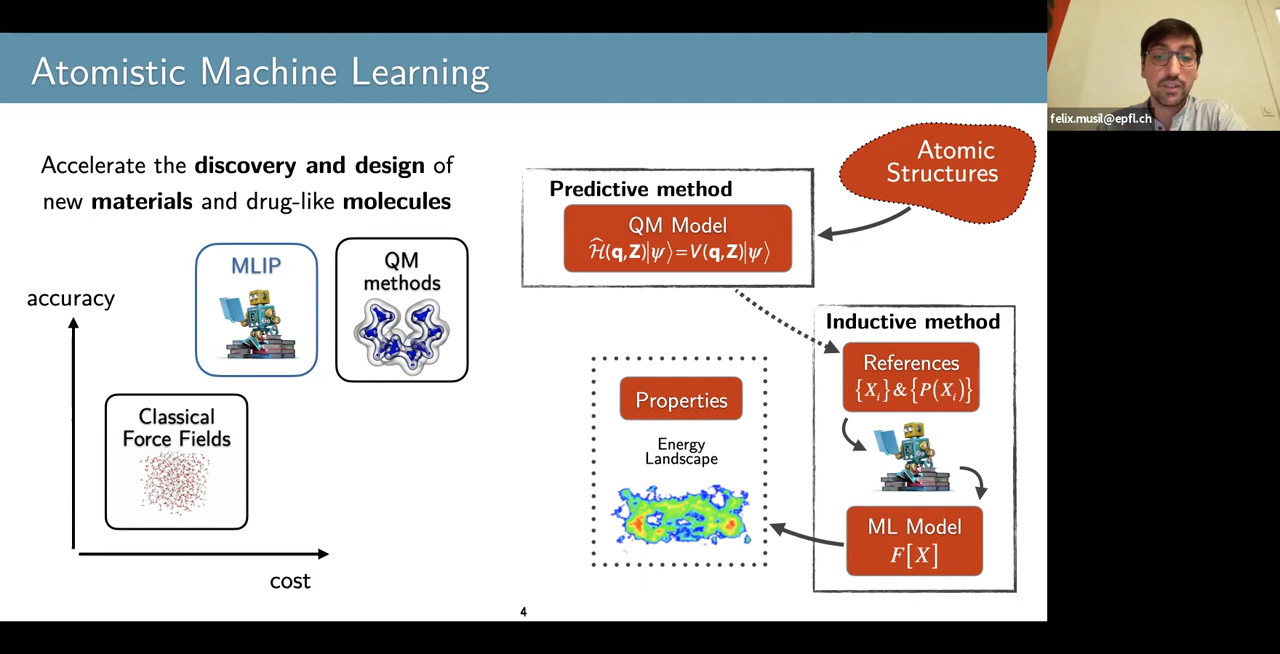 Atomistic Machine Learning
felix.musil@epfl.ch
Accelerate the discovery and design of
new materials and drug-like molecules
accuracy
MLIP
QM
methods
Classical
Force Fields
cost
Atomic
Structures
Predictive method
QM Model
Ĥ(q,Z)|ψ⟩=V(q,Z)|ψ⟩
Inductive method
References
{Xᵢ}&{P(Xᵢ)}
ML Model
F[X]
Properties
Energy
Landscape
4